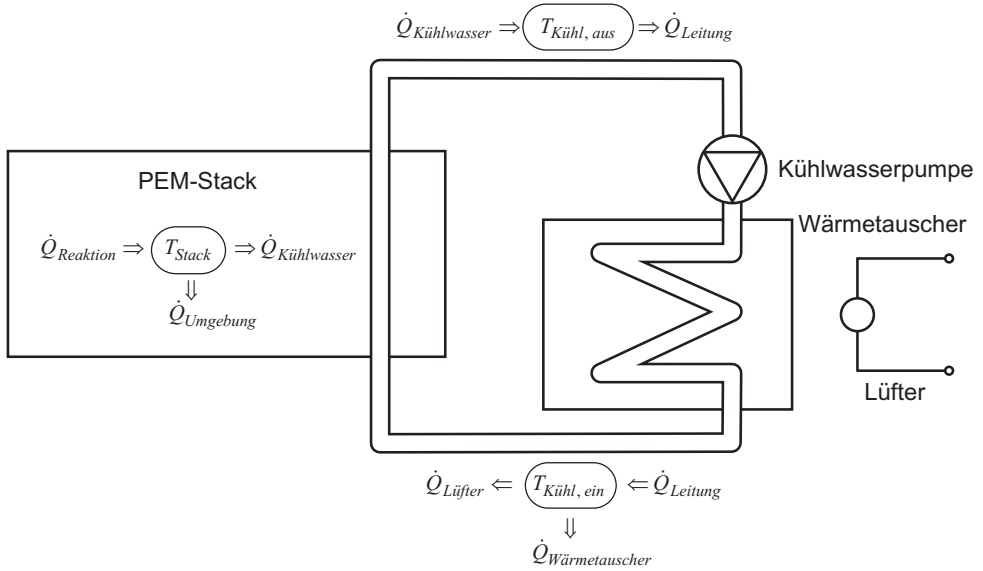 Q̇Kühlwasser ⇒ TKühl, aus ⇒ Q̇Leitung
PEM-Stack
Kühlwasserpumpe
Wärmetauscher
Q̇Reaktion ⇒ TStack ⇒ Q̇Kühlwasser
⇓
Q̇Umgebung
Lüfter
Q̇Lüfter ⇐ TKühl, ein ⇐ Q̇Leitung
⇓
Q̇Wärmetauscher